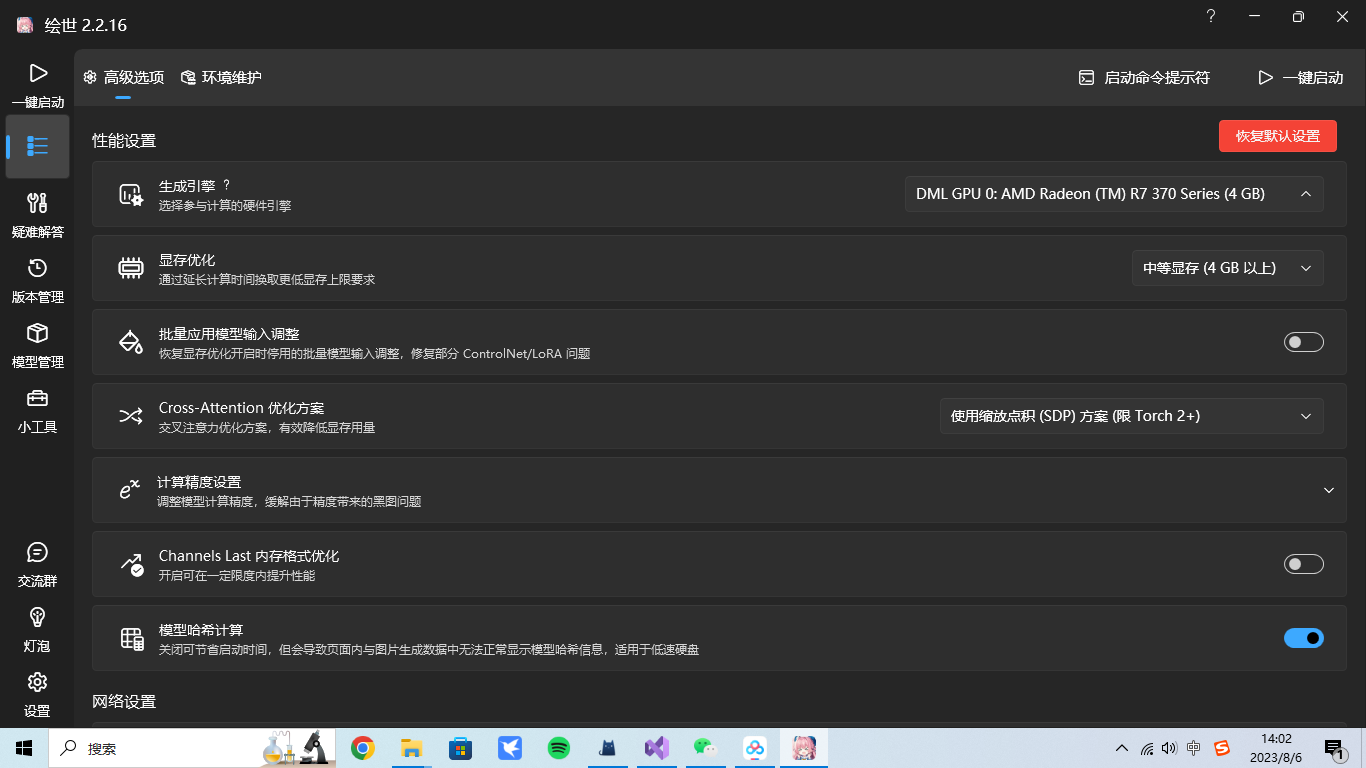 绘世 2.2.16
?
一键启动
高级选项
环境维护
启动命令提示符
一键启动
疑难解答
版本管理
模型管理
小工具
交流群
灯泡
设置
性能设置
恢复默认设置
生成引擎 ?
选择参与计算的硬件引擎
DML GPU 0: AMD Radeon (TM) R7 370 Series (4 GB)
显存优化
通过延长计算时间换取更低显存上限要求
中等显存 (4 GB 以上)
批量应用模型输入调整
恢复显存优化开启时停用的批量模型输入调整，修复部分 ControlNet/LoRA 问题
Cross-Attention 优化方案
交叉注意力优化方案，有效降低显存用量
使用缩放点积 (SDP) 方案 (限 Torch 2+)
计算精度设置
调整模型计算精度，缓解由于精度带来的黑图问题
Channels Last 内存格式优化
开启可在一定限度内提升性能
模型哈希计算
关闭可节省启动时间，但会导致页面内与图片生成数据中无法正常显示模型哈希信息，适用于低速硬盘
网络设置
搜索
中
S
14:02
2023/8/6
1